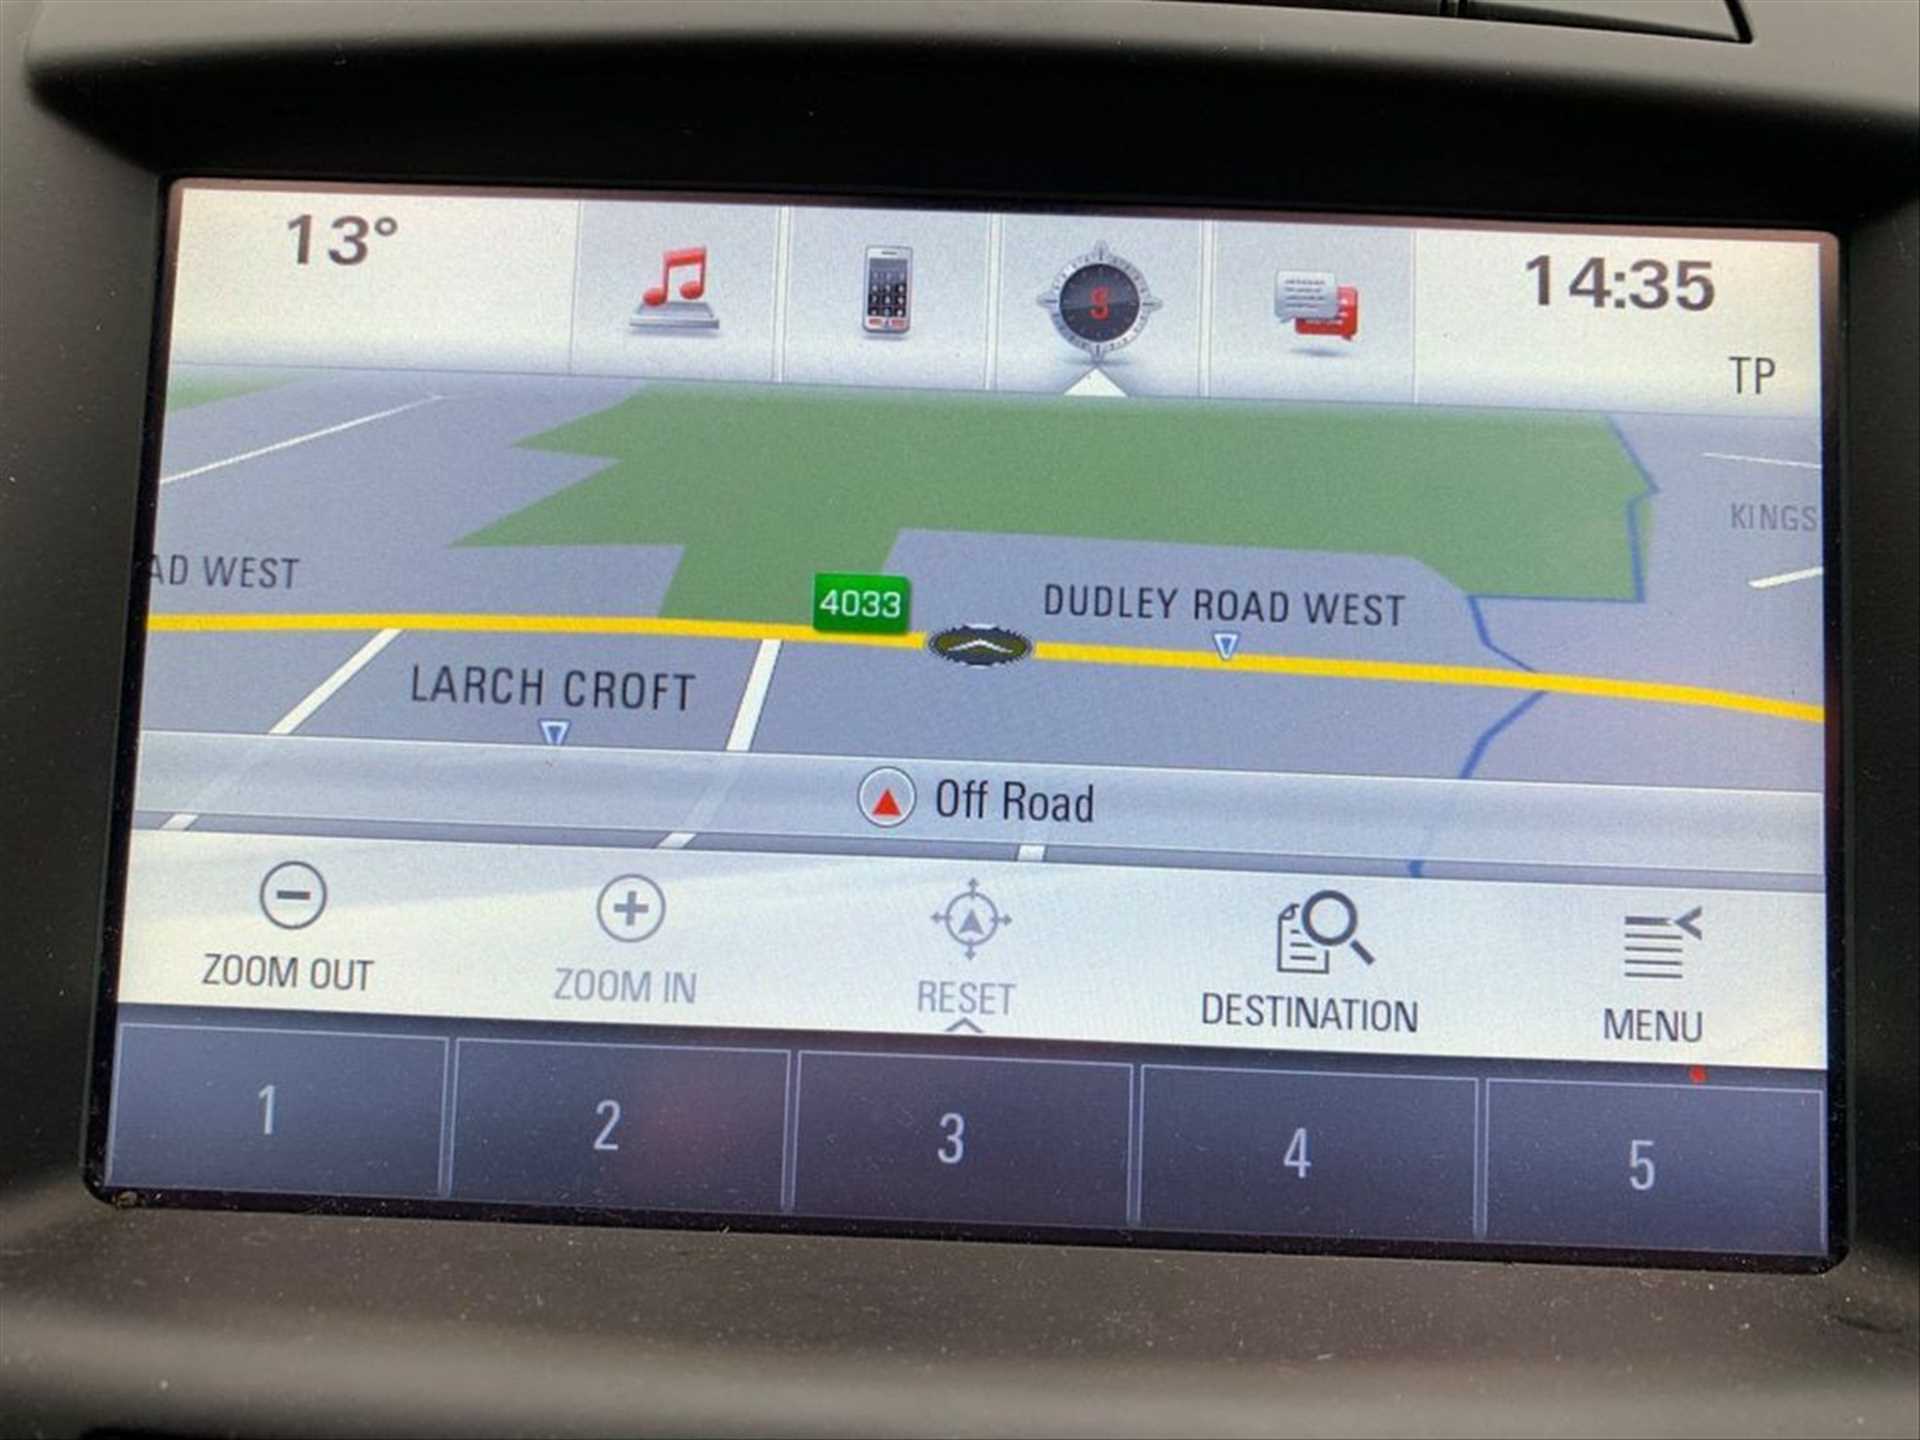 13°
14:35
TP
S
KINGS
AD WEST
4033
DUDLEY ROAD WEST
LARCH CROFT
Off Road
ZOOM OUT
ZOOM IN
RESET
DESTINATION
MENU
1
2
3
4
5